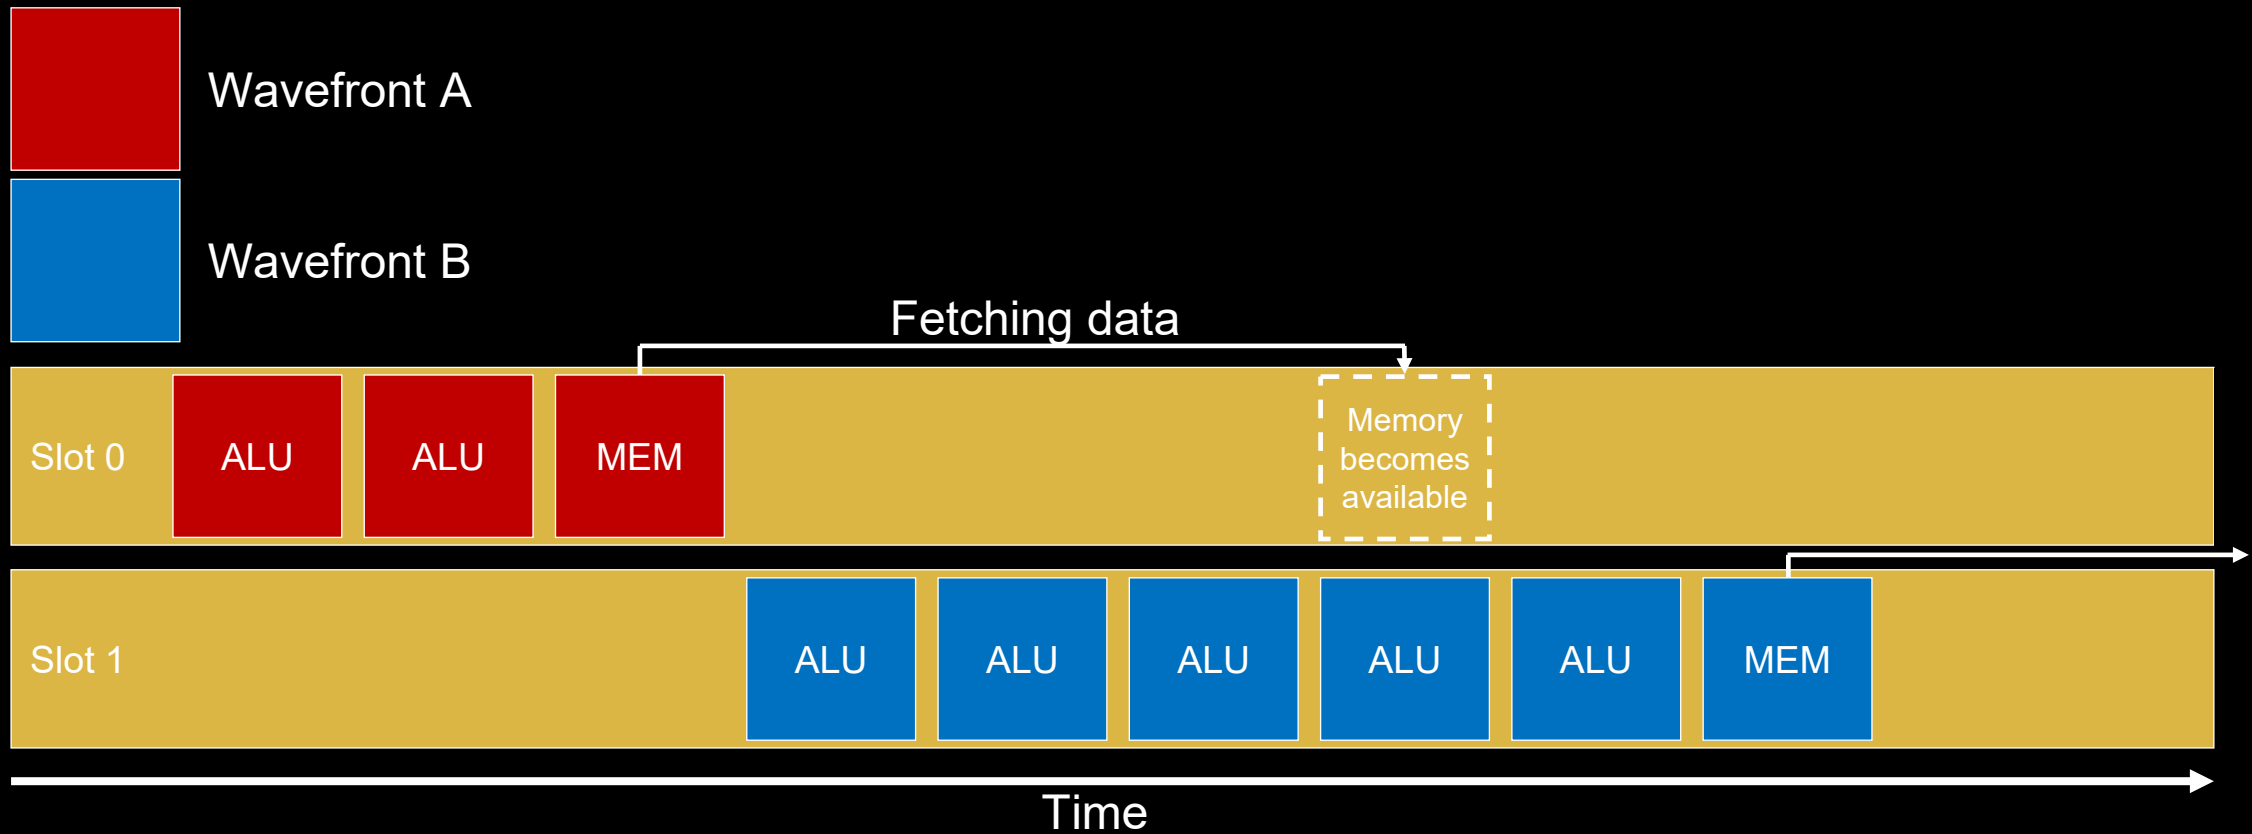 Wavefront A
Wavefront B
Fetching data
Slot 0
ALU
ALU
MEM
Memory
becomes
available
Slot 1
ALU
ALU
ALU
ALU
ALU
MEM
Time